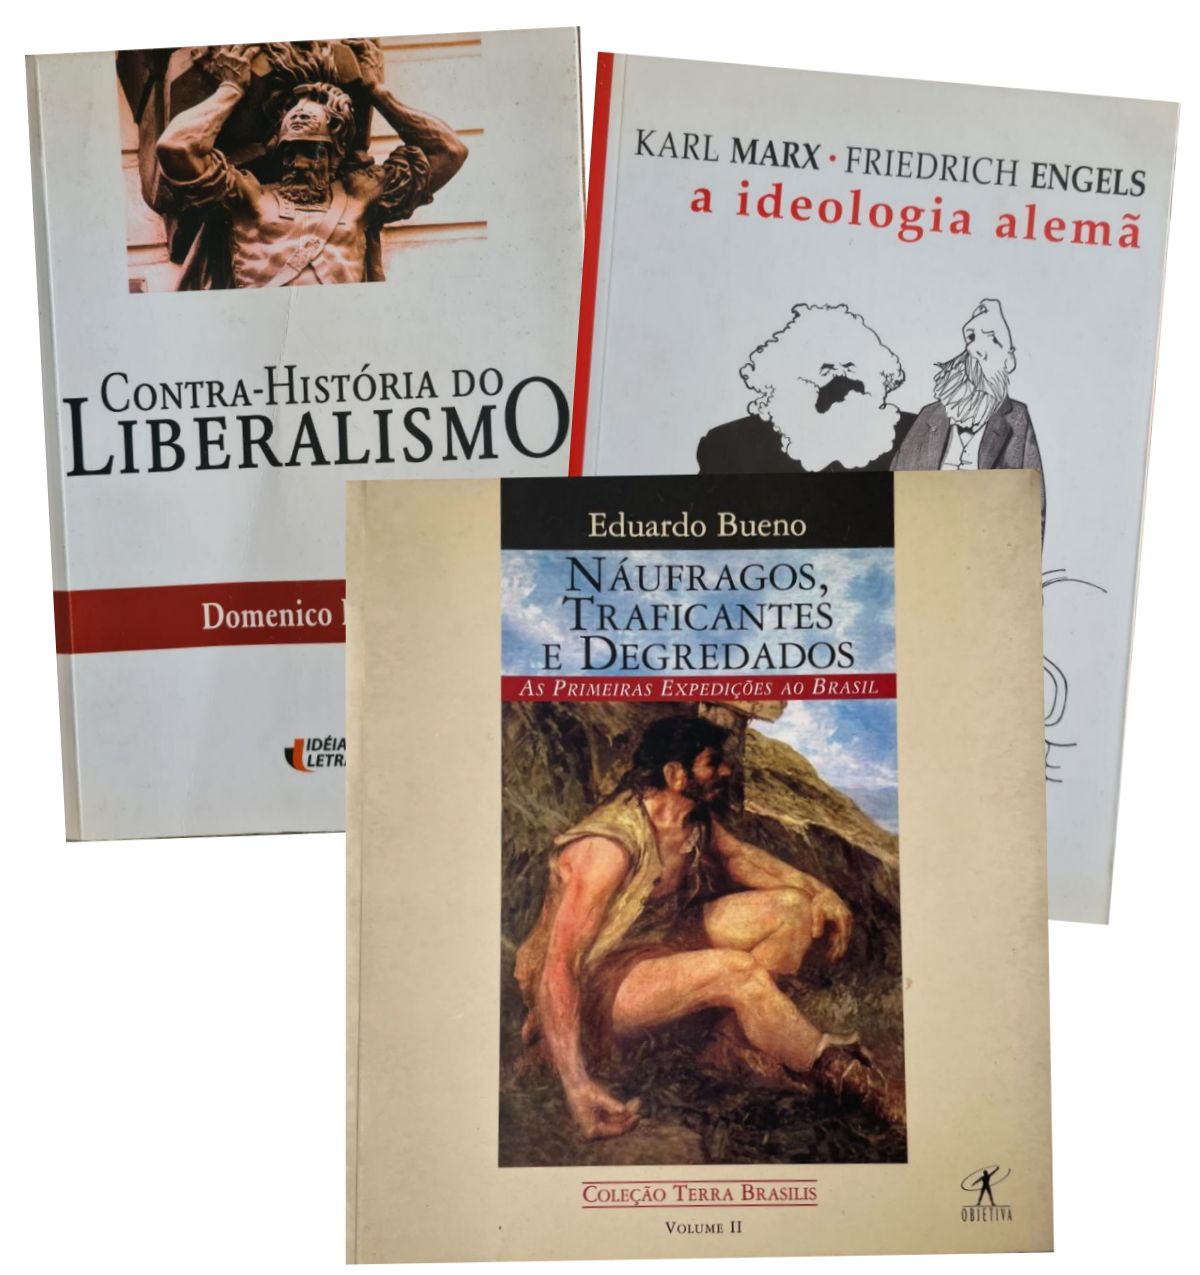 CONTRA-HISTÓRIA DO
LIBERALISMO
Domenico
KARL MARX · FRIEDRICH ENGELS
a ideologia alemã
Eduardo Bueno
NÁUFRAGOS,
TRAFICANTES
E DEGREDADOS
AS PRIMEIRAS EXPEDIÇÕES AO BRASIL
COLEÇÃO TERRA BRASILIS
VOLUME II
OBJETIVA